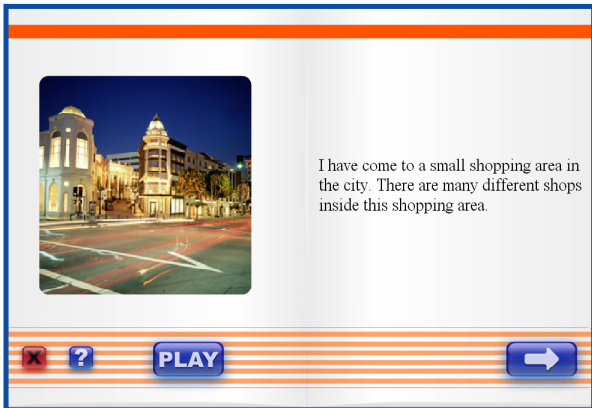 I have come to a small shopping area in
the city. There are many different shops
inside this shopping area.
X
?
PLAY